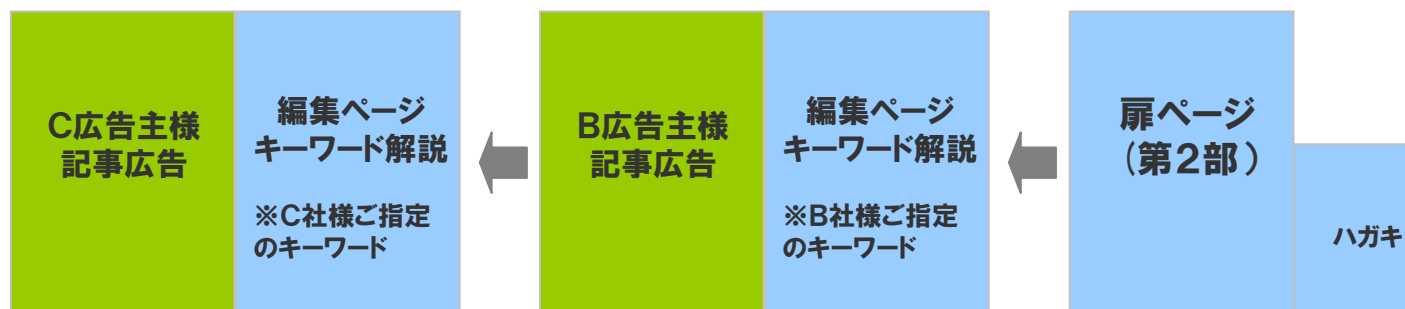 C広告主様
記事広告
編集ページ
キーワード解説
※C社様ご指定
のキーワード
B広告主様
記事広告
編集ページ
キーワード解説
※B社様ご指定
のキーワード
扉ページ
（第2部）
ハガキ